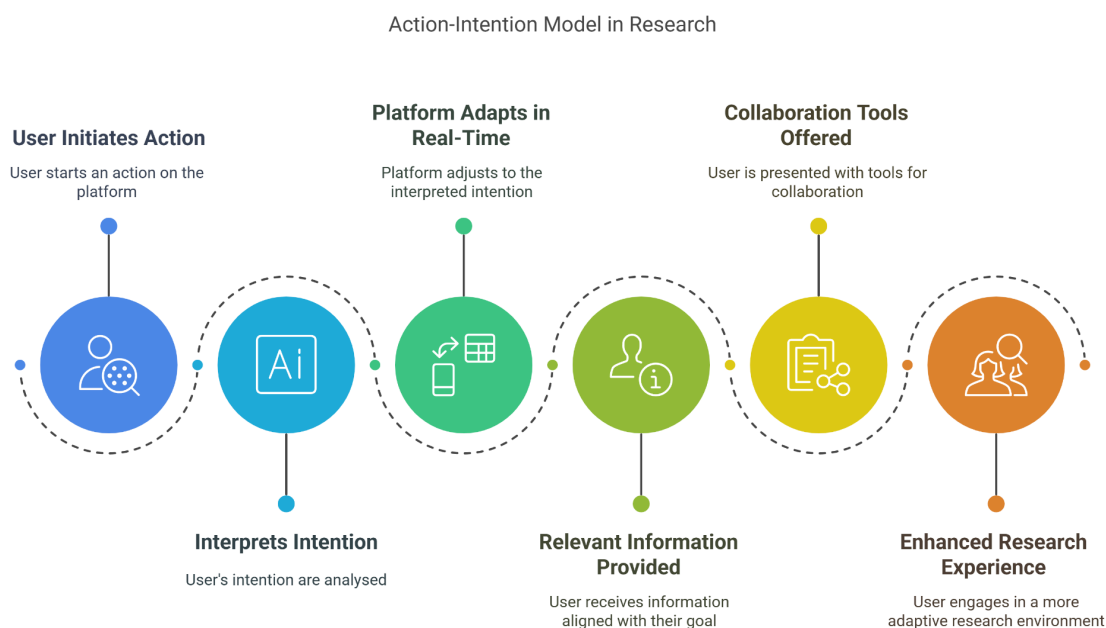 Action-Intention Model in Research
User Initiates Action
User starts an action on the
platform
Ai
Interprets Intention
User's intention are analysed
Platform Adapts in
Real-Time
Platform adjusts to the
interpreted intention
i
Relevant Information
Provided
User receives information
aligned with their goal
Collaboration Tools
Offered
User is presented with tools for
collaboration
Enhanced Research
Experience
User engages in a more
adaptive research environment